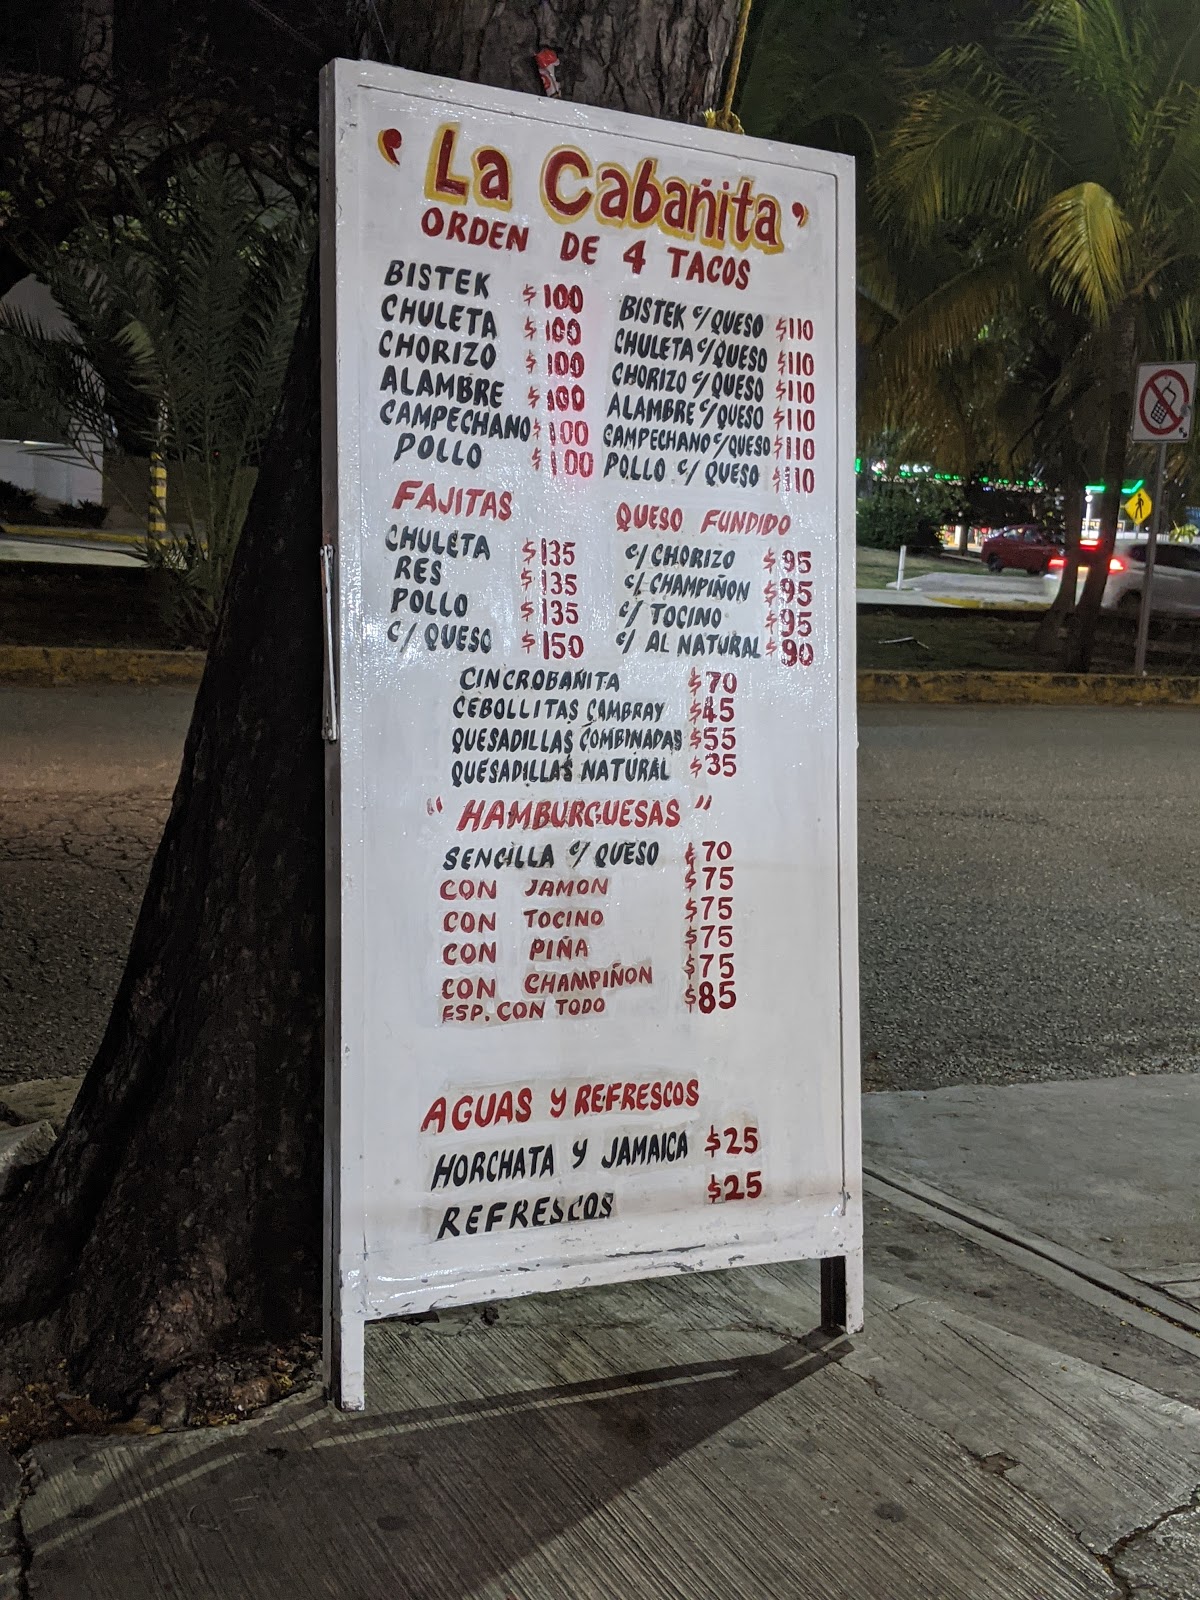 ‘La Cabañita’
ORDEN DE 4 TACOS
BISTEK $100
CHULETA $100
CHORIZO $100
ALAMBRE $100
CAMPECHANO $100
POLLO $100
BISTEK C/QUESO $110
CHULETA C/QUESO $110
CHORIZO C/QUESO $110
ALAMBRE C/QUESO $110
CAMPECHANO C/QUESO $110
POLLO C/ QUESO $110
FAJITAS
CHULETA $135
RES $135
POLLO $135
C/ QUESO $150
QUESO FUNDIDO
C/CHORIZO $95
C/CHAMPIÑON $95
C/TOCINO $95
C/ AL NATURAL $90
CINCROBAÑITA $70
CEBOLLITAS CAMBRAY $45
QUESADILLAS COMBINADAS $55
QUESADILLAS NATURAL $35
"HAMBURGUESAS"
SENCILLA C/ QUESO $70
CON JAMON $75
CON TOCINO $75
CON PIÑA $75
CON CHAMPIÑON $75
ESP. CON TODO $85
AGUAS Y REFRESCOS
HORCHATA Y JAMAICA $25
REFRESCOS $25